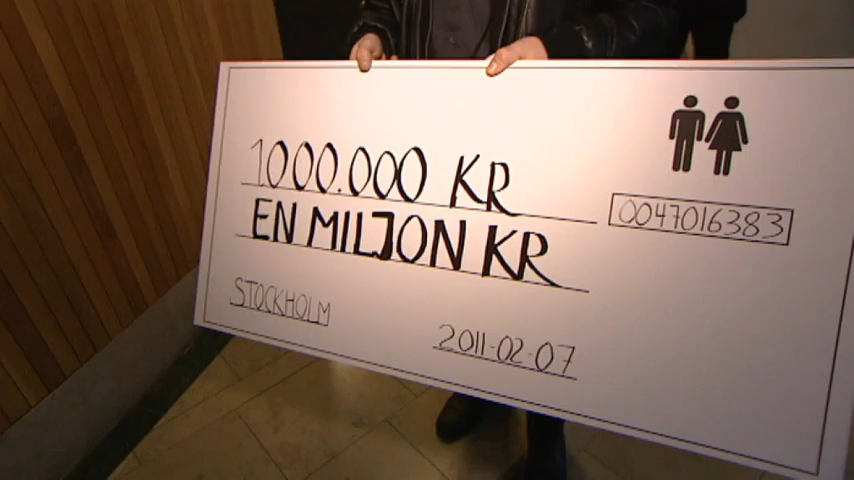 1000.000 KR
0047016383
EN MILJON KR
STOCKHOLM
2011-02-07